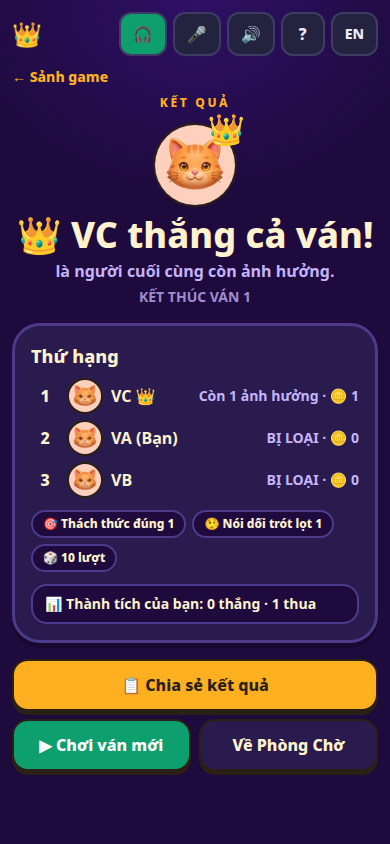 ? EN
← Sảnh game
KẾT QUẢ
VC thắng cả ván!
là người cuối cùng còn ảnh hưởng.
KẾT THÚC VÁN 1
Thứ hạng
1 VC Còn 1 ảnh hưởng · 1
2 VA (Bạn) BỊ LOẠI · 0
3 VB BỊ LOẠI · 0
Thách thức đúng 1 Nói dối trót lọt 1
10 lượt
Thành tích của bạn: 0 thắng · 1 thua
Chia sẻ kết quả
▶ Chơi ván mới Về Phòng Chờ